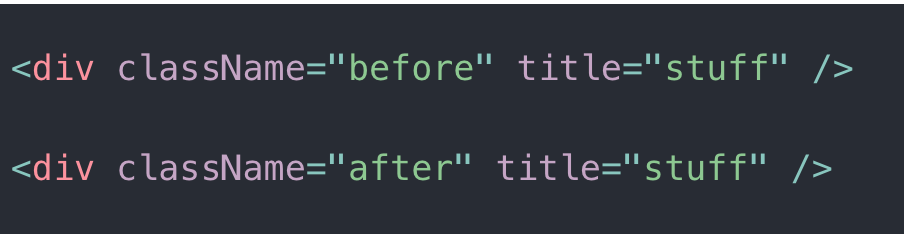 <div className="before" title="stuff" />
<div className="after" title="stuff" />